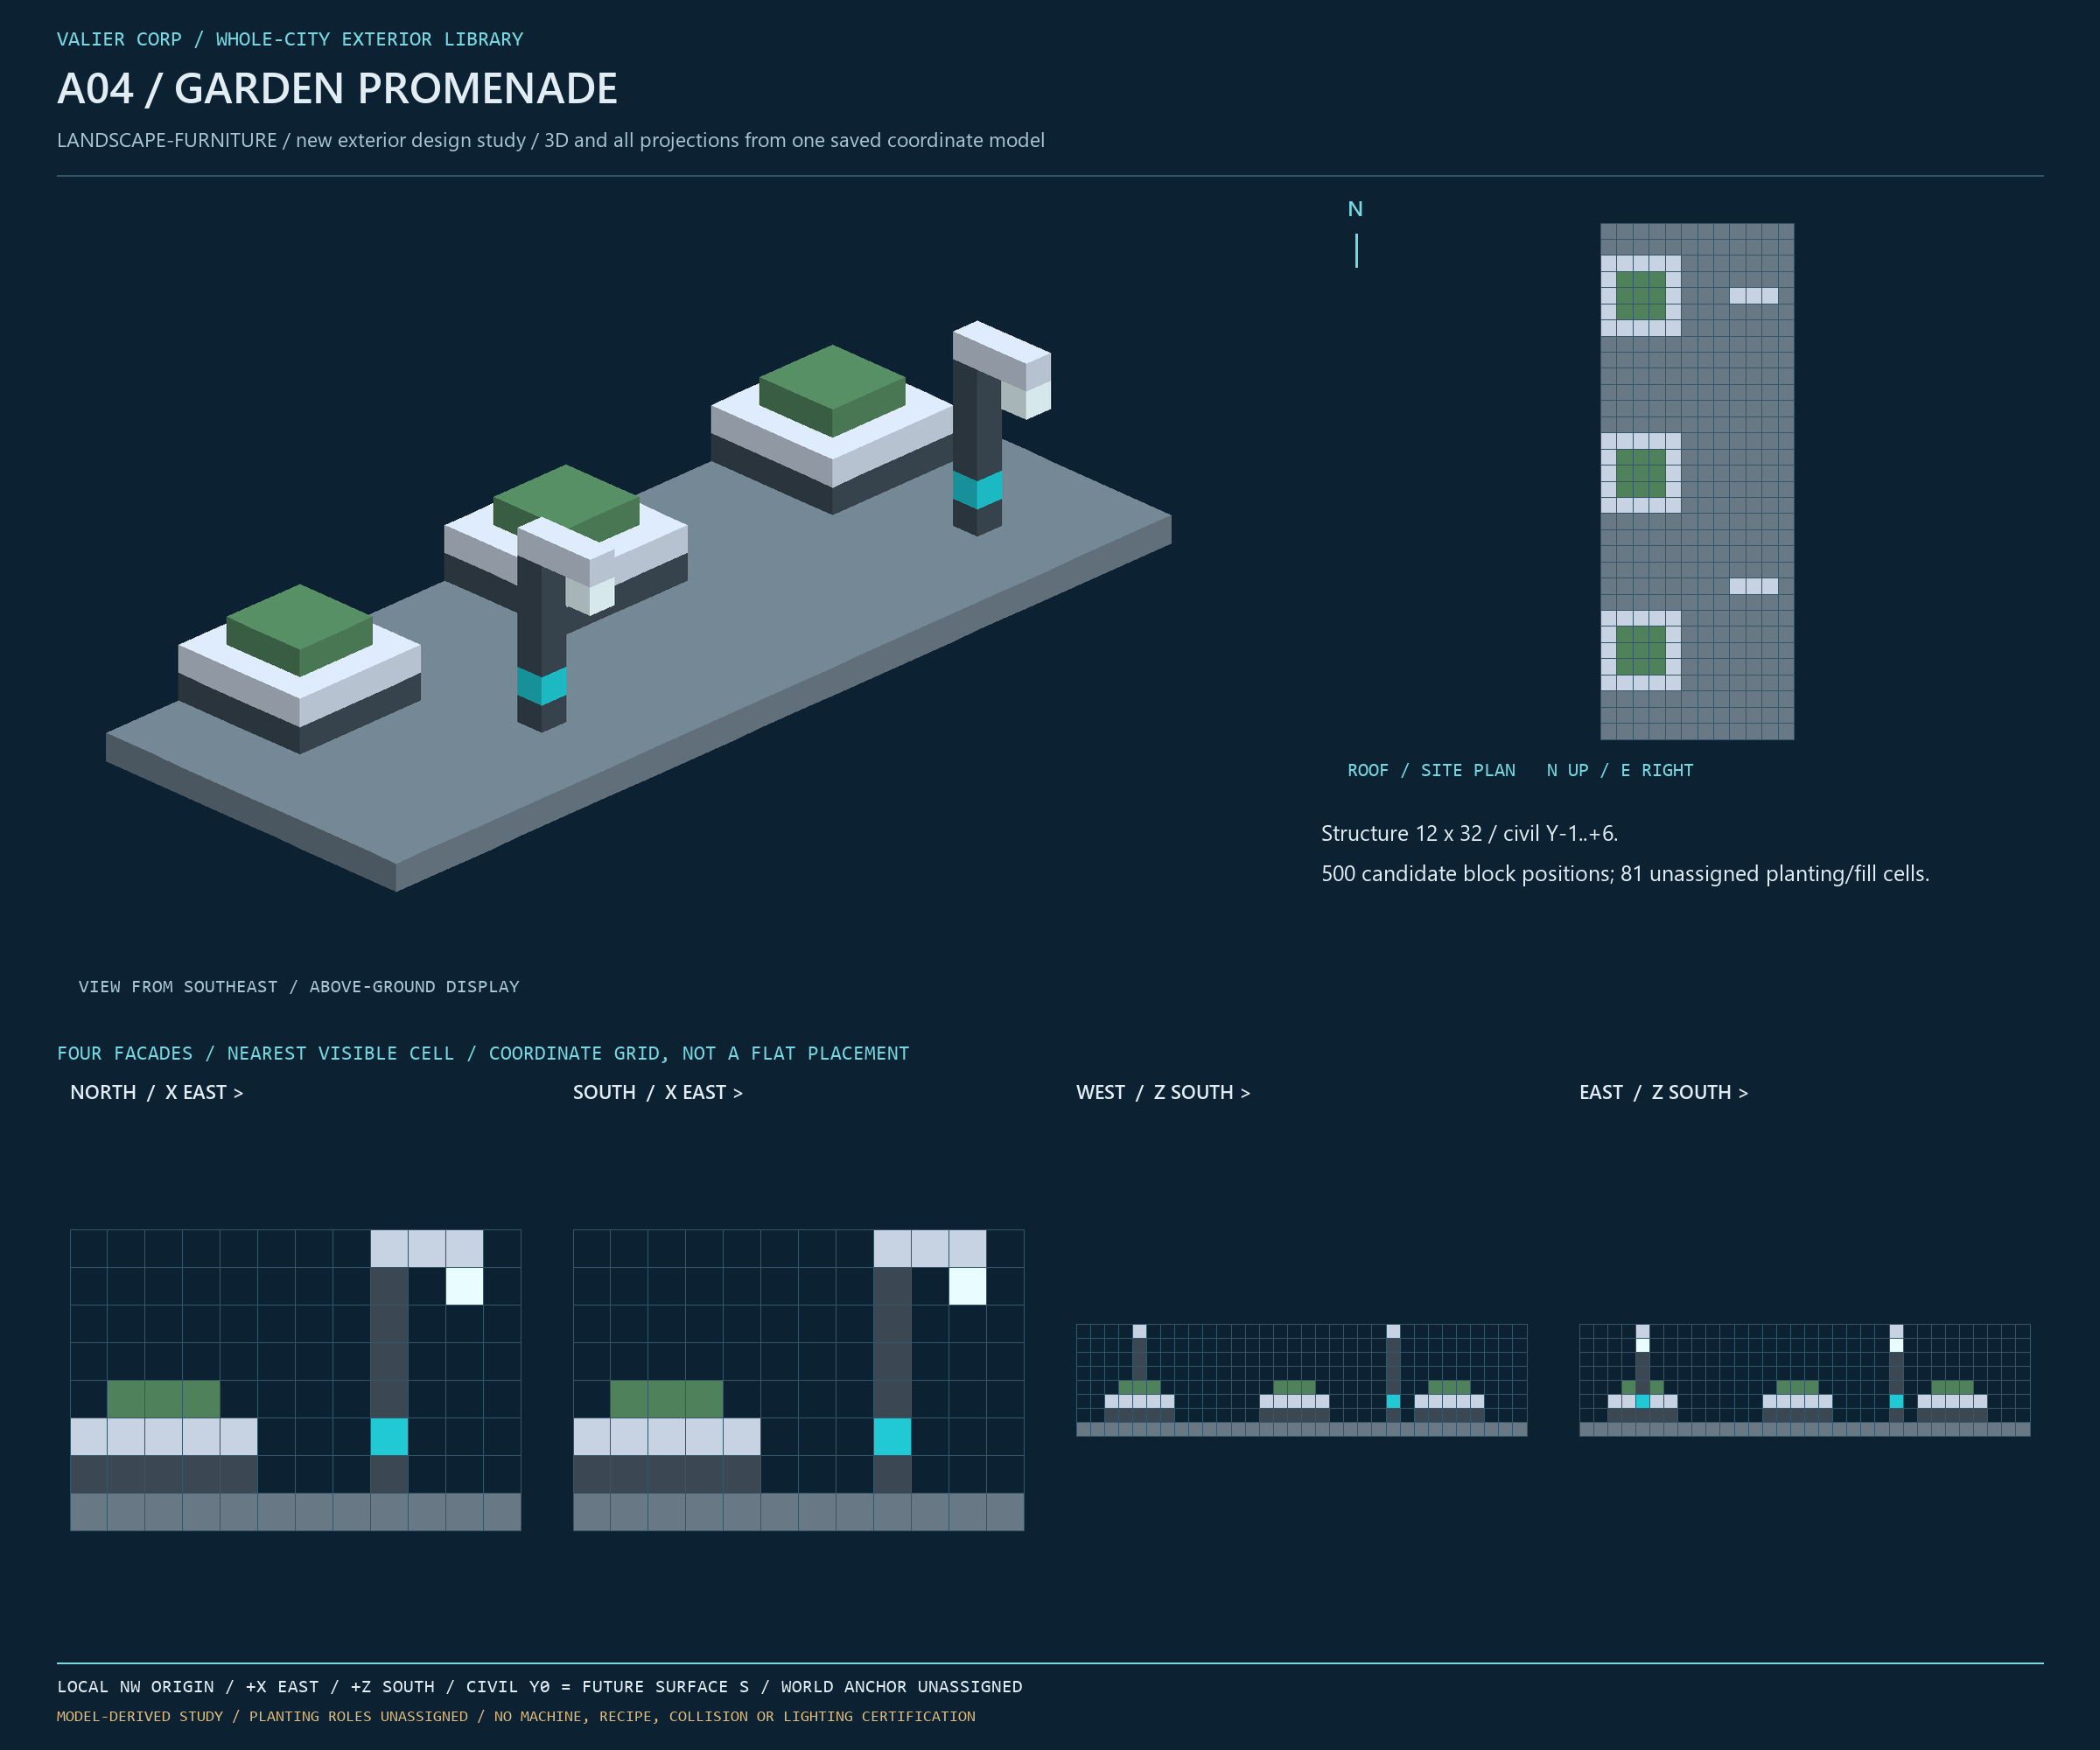 VALIER CORP / WHOLE-CITY EXTERIOR LIBRARY
A04 / GARDEN PROMENADE
LANDSCAPE-FURNITURE / new exterior design study / 3D and all projections from one saved coordinate model
N
ROOF / SITE PLAN   N UP / E RIGHT
Structure 12 x 32 / civil Y-1..+6.
500 candidate block positions; 81 unassigned planting/fill cells.
VIEW FROM SOUTHEAST / ABOVE-GROUND DISPLAY
FOUR FACADES / NEAREST VISIBLE CELL / COORDINATE GRID, NOT A FLAT PLACEMENT
NORTH / X EAST >
SOUTH / X EAST >
WEST / Z SOUTH >
EAST / Z SOUTH >
LOCAL NW ORIGIN / +X EAST / +Z SOUTH / CIVIL Y0 = FUTURE SURFACE S / WORLD ANCHOR UNASSIGNED
MODEL-DERIVED STUDY / PLANTING ROLES UNASSIGNED / NO MACHINE, RECIPE, COLLISION OR LIGHTING CERTIFICATION